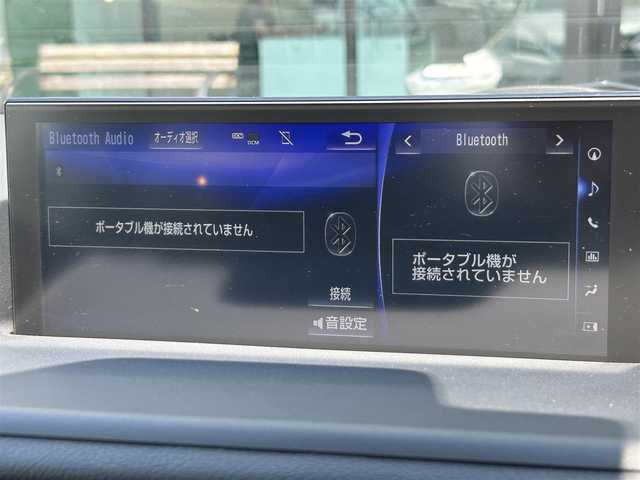 Bluetooth Audio
オーディオ選択
DCM
ポータブル機が接続されていません
接続
音設定
Bluetooth
ポータブル機が
接続されていません